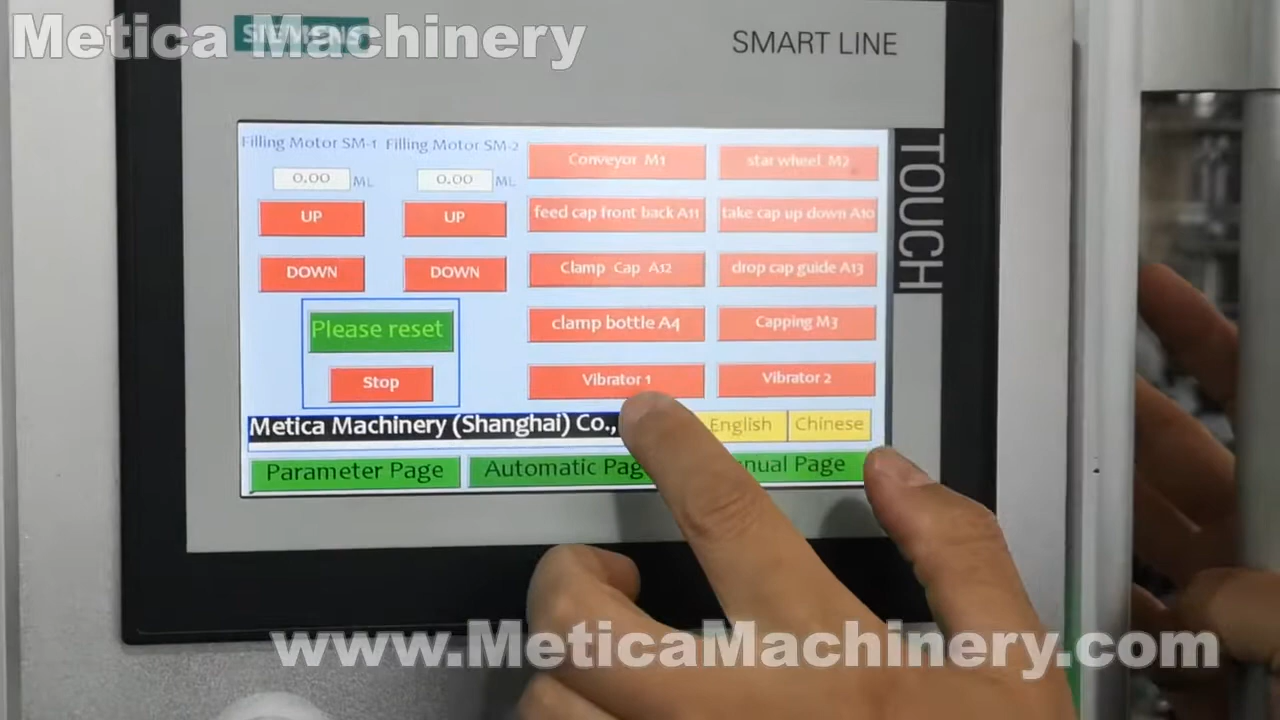 Metica Machinery
SIEMENS
SMART LINE
TOUCH
Filling Motor SM-1 Filling Motor SM-2
0.00 ML 0.00 ML
UP UP
DOWN DOWN
Please reset
Stop
Conveyor M1 star wheel M2
feed cap front back A11 take cap up down A10
Clamp Cap A12 drop cap guide A13
clamp bottle A4 Capping M3
Vibrator 1 Vibrator 2
Metica Machinery (Shanghai) Co.,
English Chinese
Parameter Page Automatic Pag nual Page
www.MeticaMachinery.com